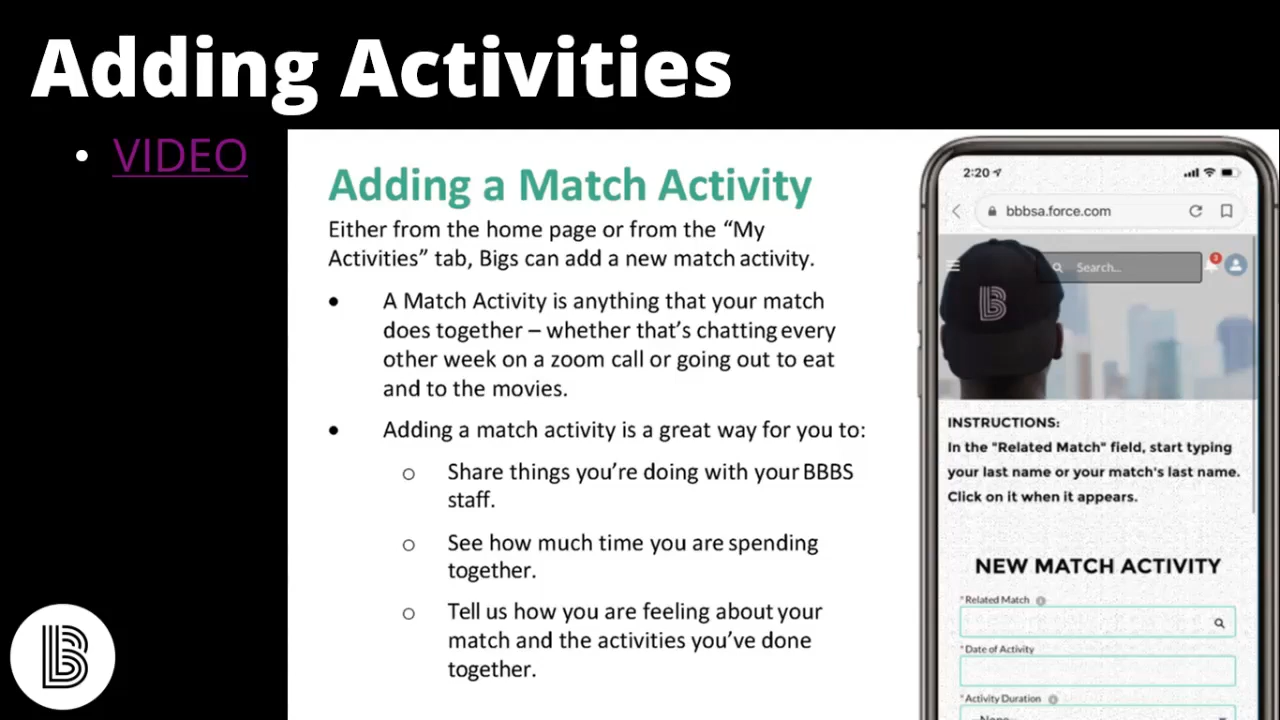 Adding Activities
• VIDEO
Adding a Match Activity
Either from the home page or from the “My
Activities” tab, Bigs can add a new match activity.
• A Match Activity is anything that your match
does together – whether that’s chatting every
other week on a zoom call or going out to eat
and to the movies.
• Adding a match activity is a great way for you to:
o Share things you’re doing with your BBBS
staff.
o See how much time you are spending
together.
o Tell us how you are feeling about your
match and the activities you’ve done
together.
2:20
bbbsa.force.com
Search...
3
B
INSTRUCTIONS:
In the "Related Match" field, start typing
your last name or your match's last name.
Click on it when it appears.
NEW MATCH ACTIVITY
*Related Match
*Date of Activity
*Activity Duration
--None--
B